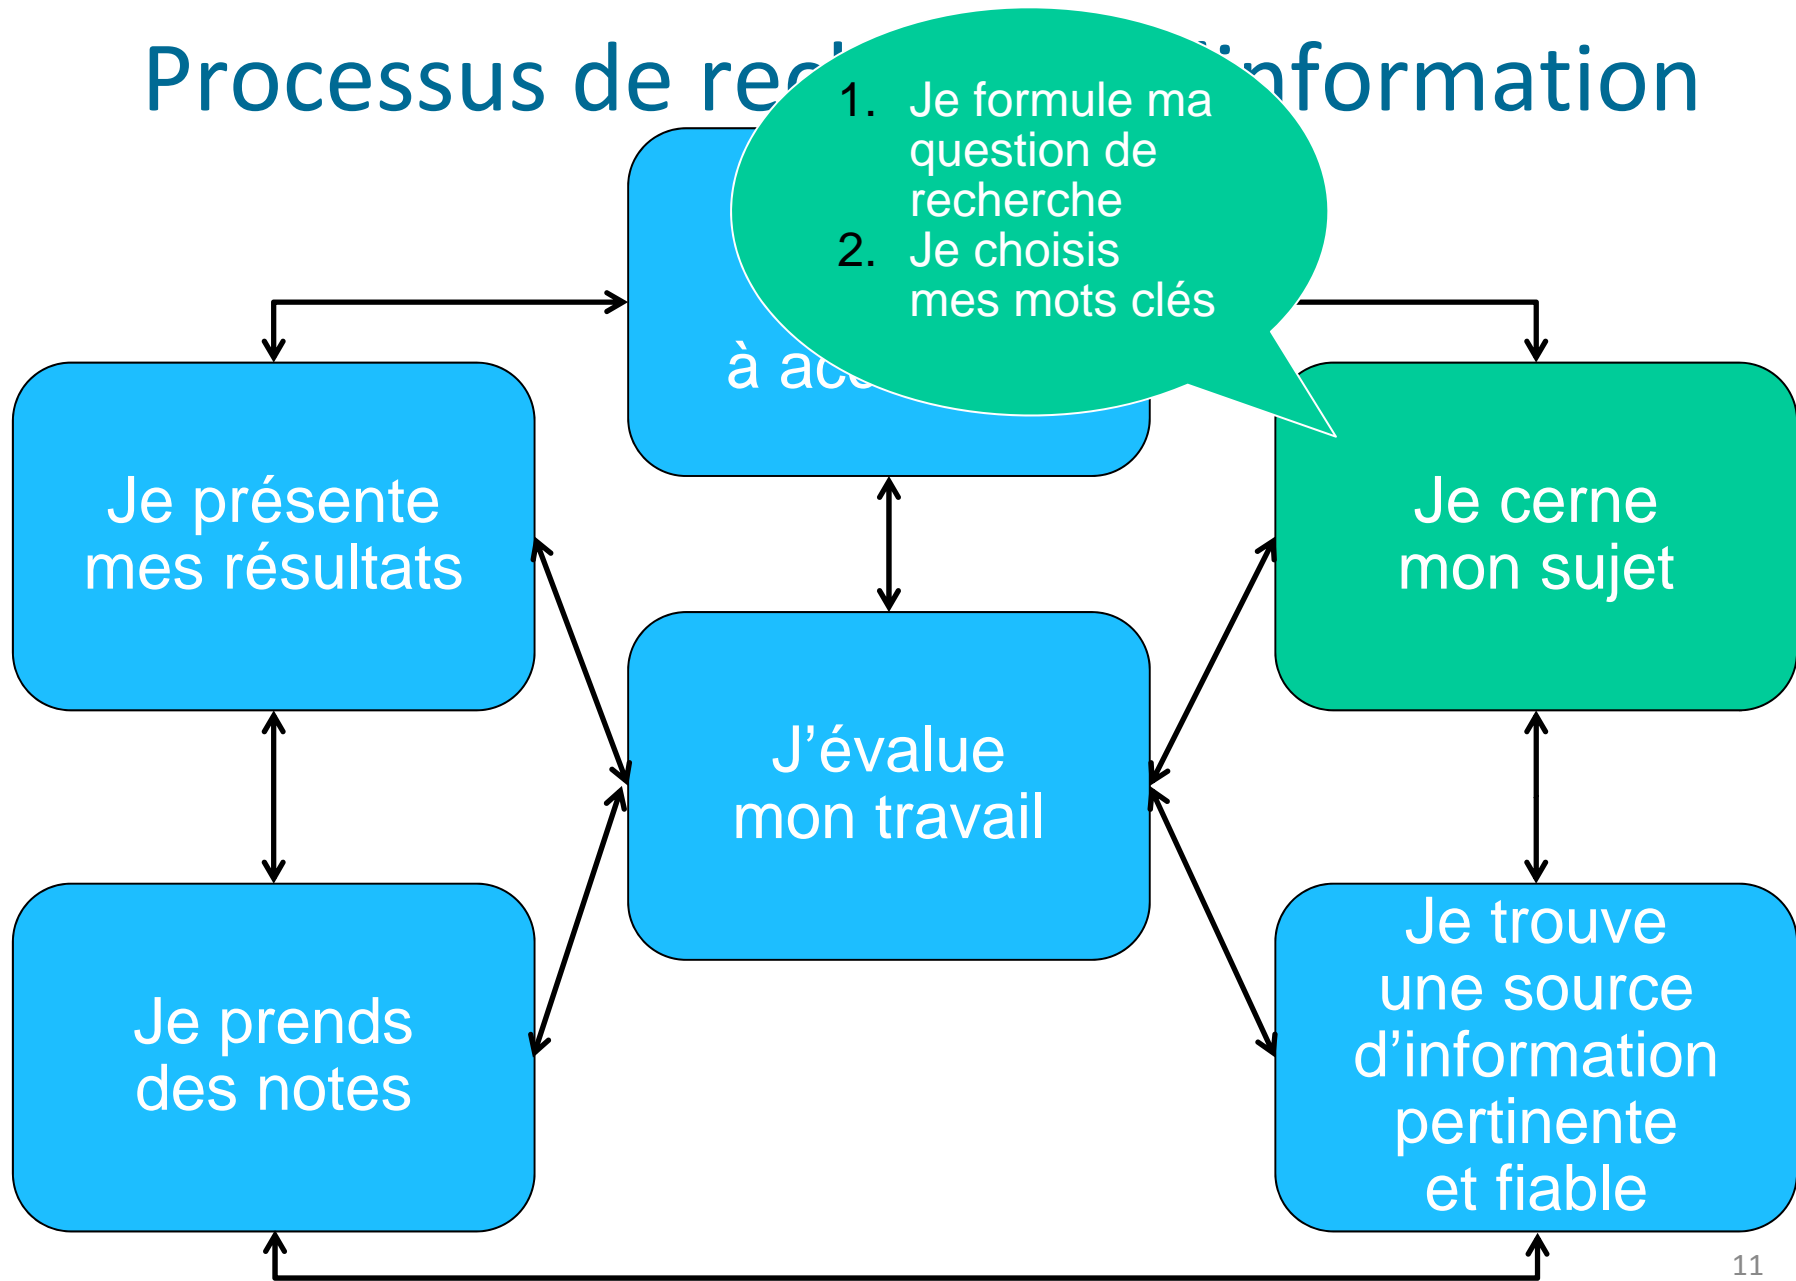 Processus de information
1. Je formule ma
question de
recherche
2. Je choisis
mes mots clés
à
Je présente
mes résultats
Je cerne
mon sujet
J’évalue
mon travail
Je prends
des notes
Je trouve
une source
d’information
pertinente
et fiable
11